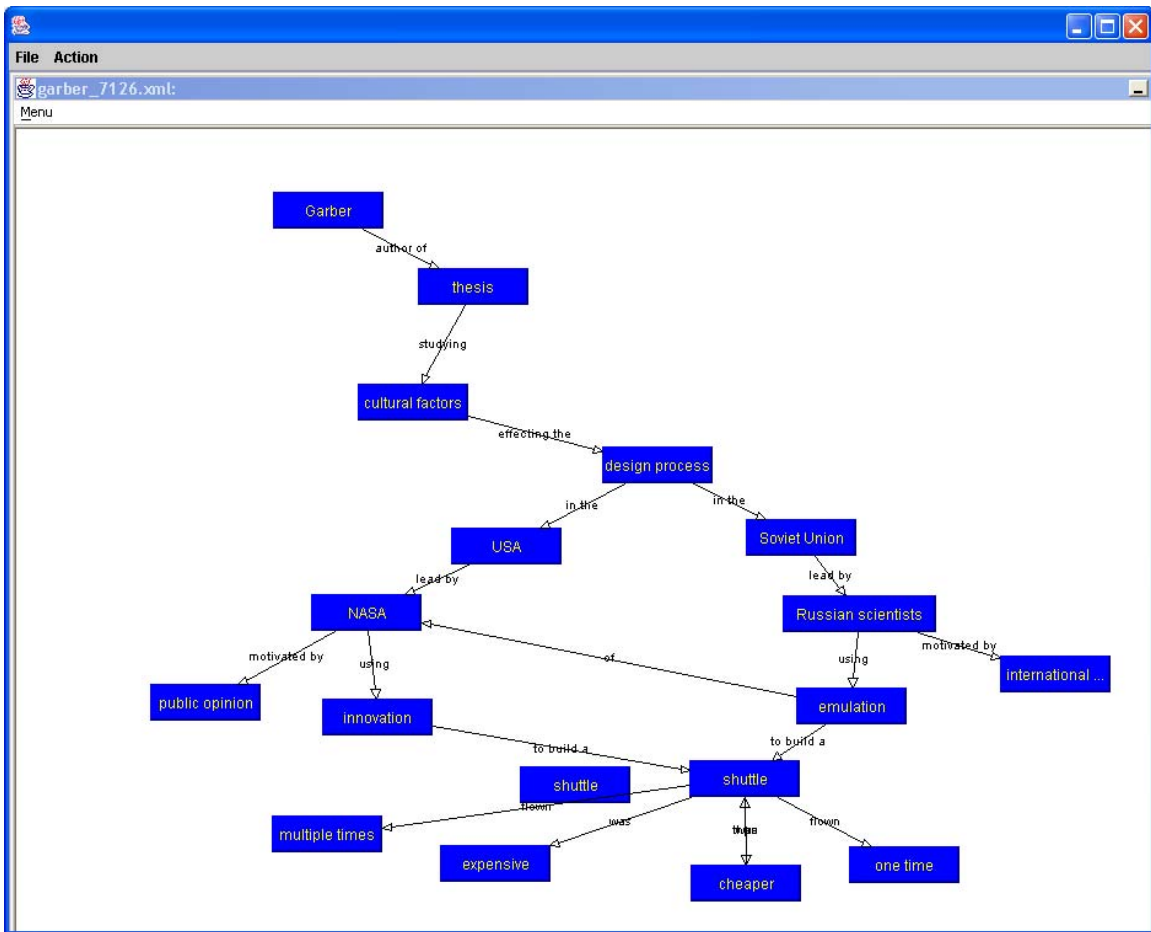 File Action
garber_7126.xml:
Menu
Garber
author of
thesis
studying
cultural factors
effecting the
design process
in the
in the
USA
Soviet Union
lead by
lead by
NASA
Russian scientists
motivated by
using
of
using
motivated by
public opinion
innovation
emulation
international ...
to build a
to build a
shuttle
shuttle
flown
was
flown
multiple times
expensive
cheaper
one time